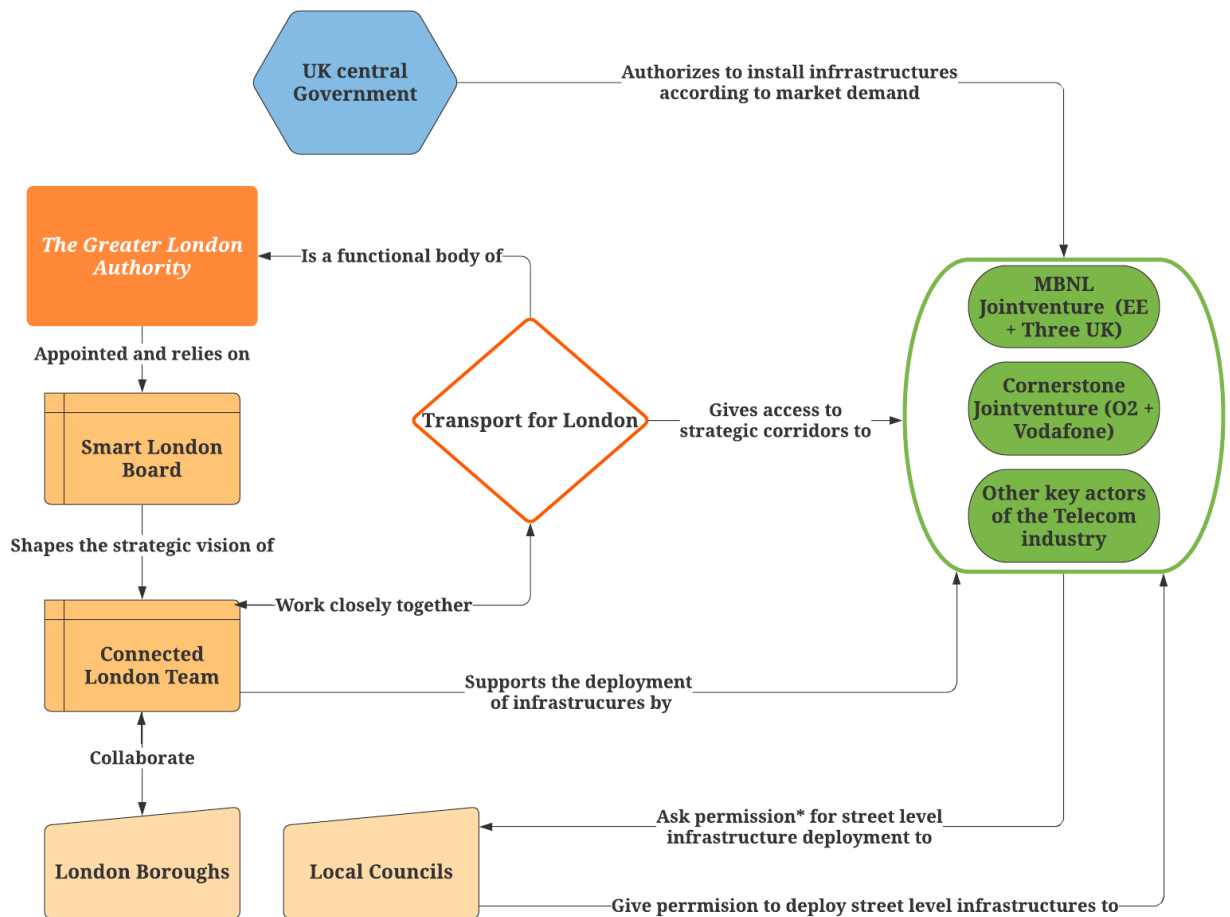 UK central
Government
Authorizes to install infrrastructures
according to market demand
The Greater London
Authority
Is a functional body of
MBNL
Jointventure (EE
+ Three UK)
Appointed and relies on
Cornerstone
Jointventure (O2 +
Vodafone)
Transport for London
Gives access to
strategic corridors to
Smart London
Board
Other key actors
of the Telecom
industry
Shapes the strategic vision of
Work closely together
Connected
London Team
Supports the deployment
of infrastrucures by
Collaborate
Ask permission* for street level
infrastructure deployment to
London Boroughs
Local Councils
Give perrmision to deploy street level infrastructures to